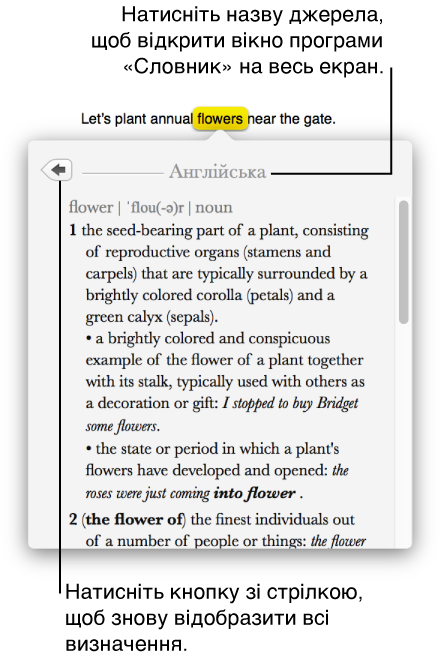 Натисніть назву джерела,
щоб відкрити вікно програми
«Словник» на весь екран.
Let's plant annual flowers near the gate.
Англійська
flower | ˈflou(-ə)r | noun
1 the seed-bearing part of a plant, consisting
of reproductive organs (stamens and
carpels) that are typically surrounded by a
brightly colored corolla (petals) and a
green calyx (sepals).
• a brightly colored and conspicuous
example of the flower of a plant together
with its stalk, typically used with others as
a decoration or gift: I stopped to buy Bridget
some flowers.
• the state or period in which a plant's
flowers have developed and opened: the
roses were just coming into flower .
2 (the flower of) the finest individuals out
of a number of people or things: the flower
Натисніть кнопку зі стрілкою,
щоб знову відобразити всі
визначення.